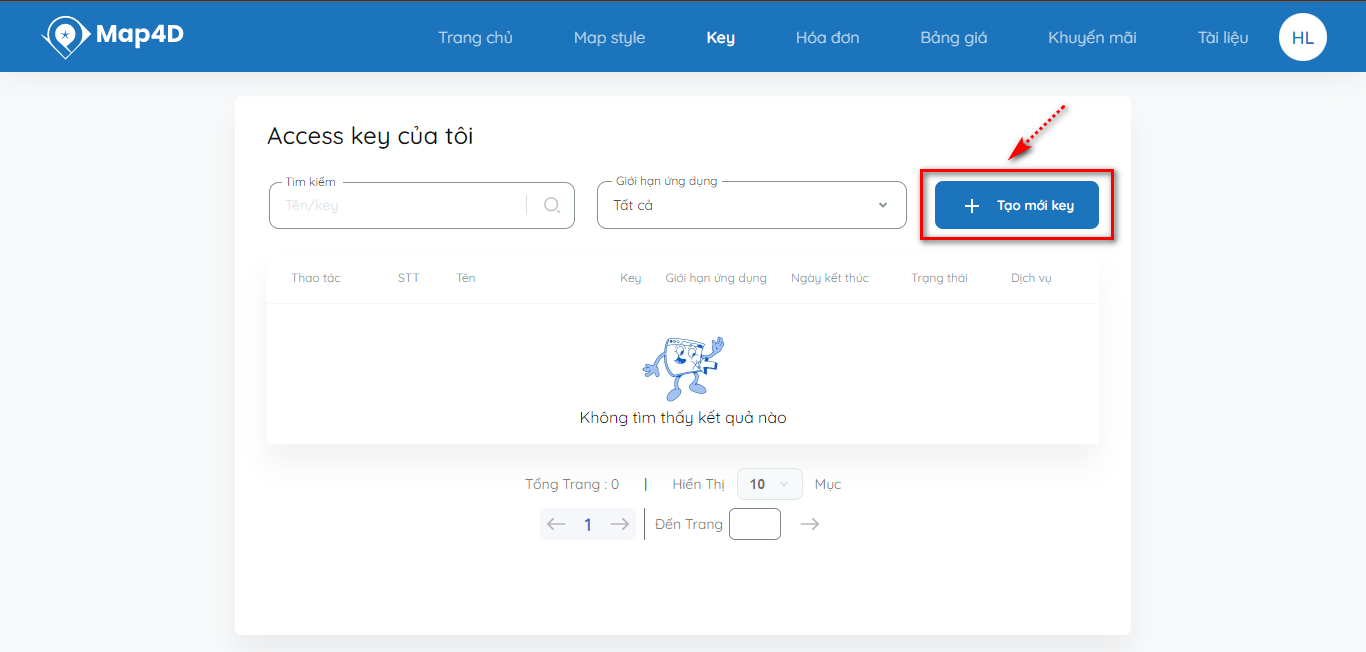 Map4D
Trang chủ
Map style
Key
Hóa đơn
Bảng giá
Khuyến mãi
Tài liệu
HL
Access key của tôi
Tìm kiếm
Tên/key
Giới hạn ứng dụng
Tất cả
+ Tạo mới key
Thao tác
STT
Tên
Key
Giới hạn ứng dụng
Ngày kết thúc
Trạng thái
Dịch vụ
Không tìm thấy kết quả nào
Tổng Trang : 0 | Hiển Thị 10 Mục
← 1 → Đến Trang →